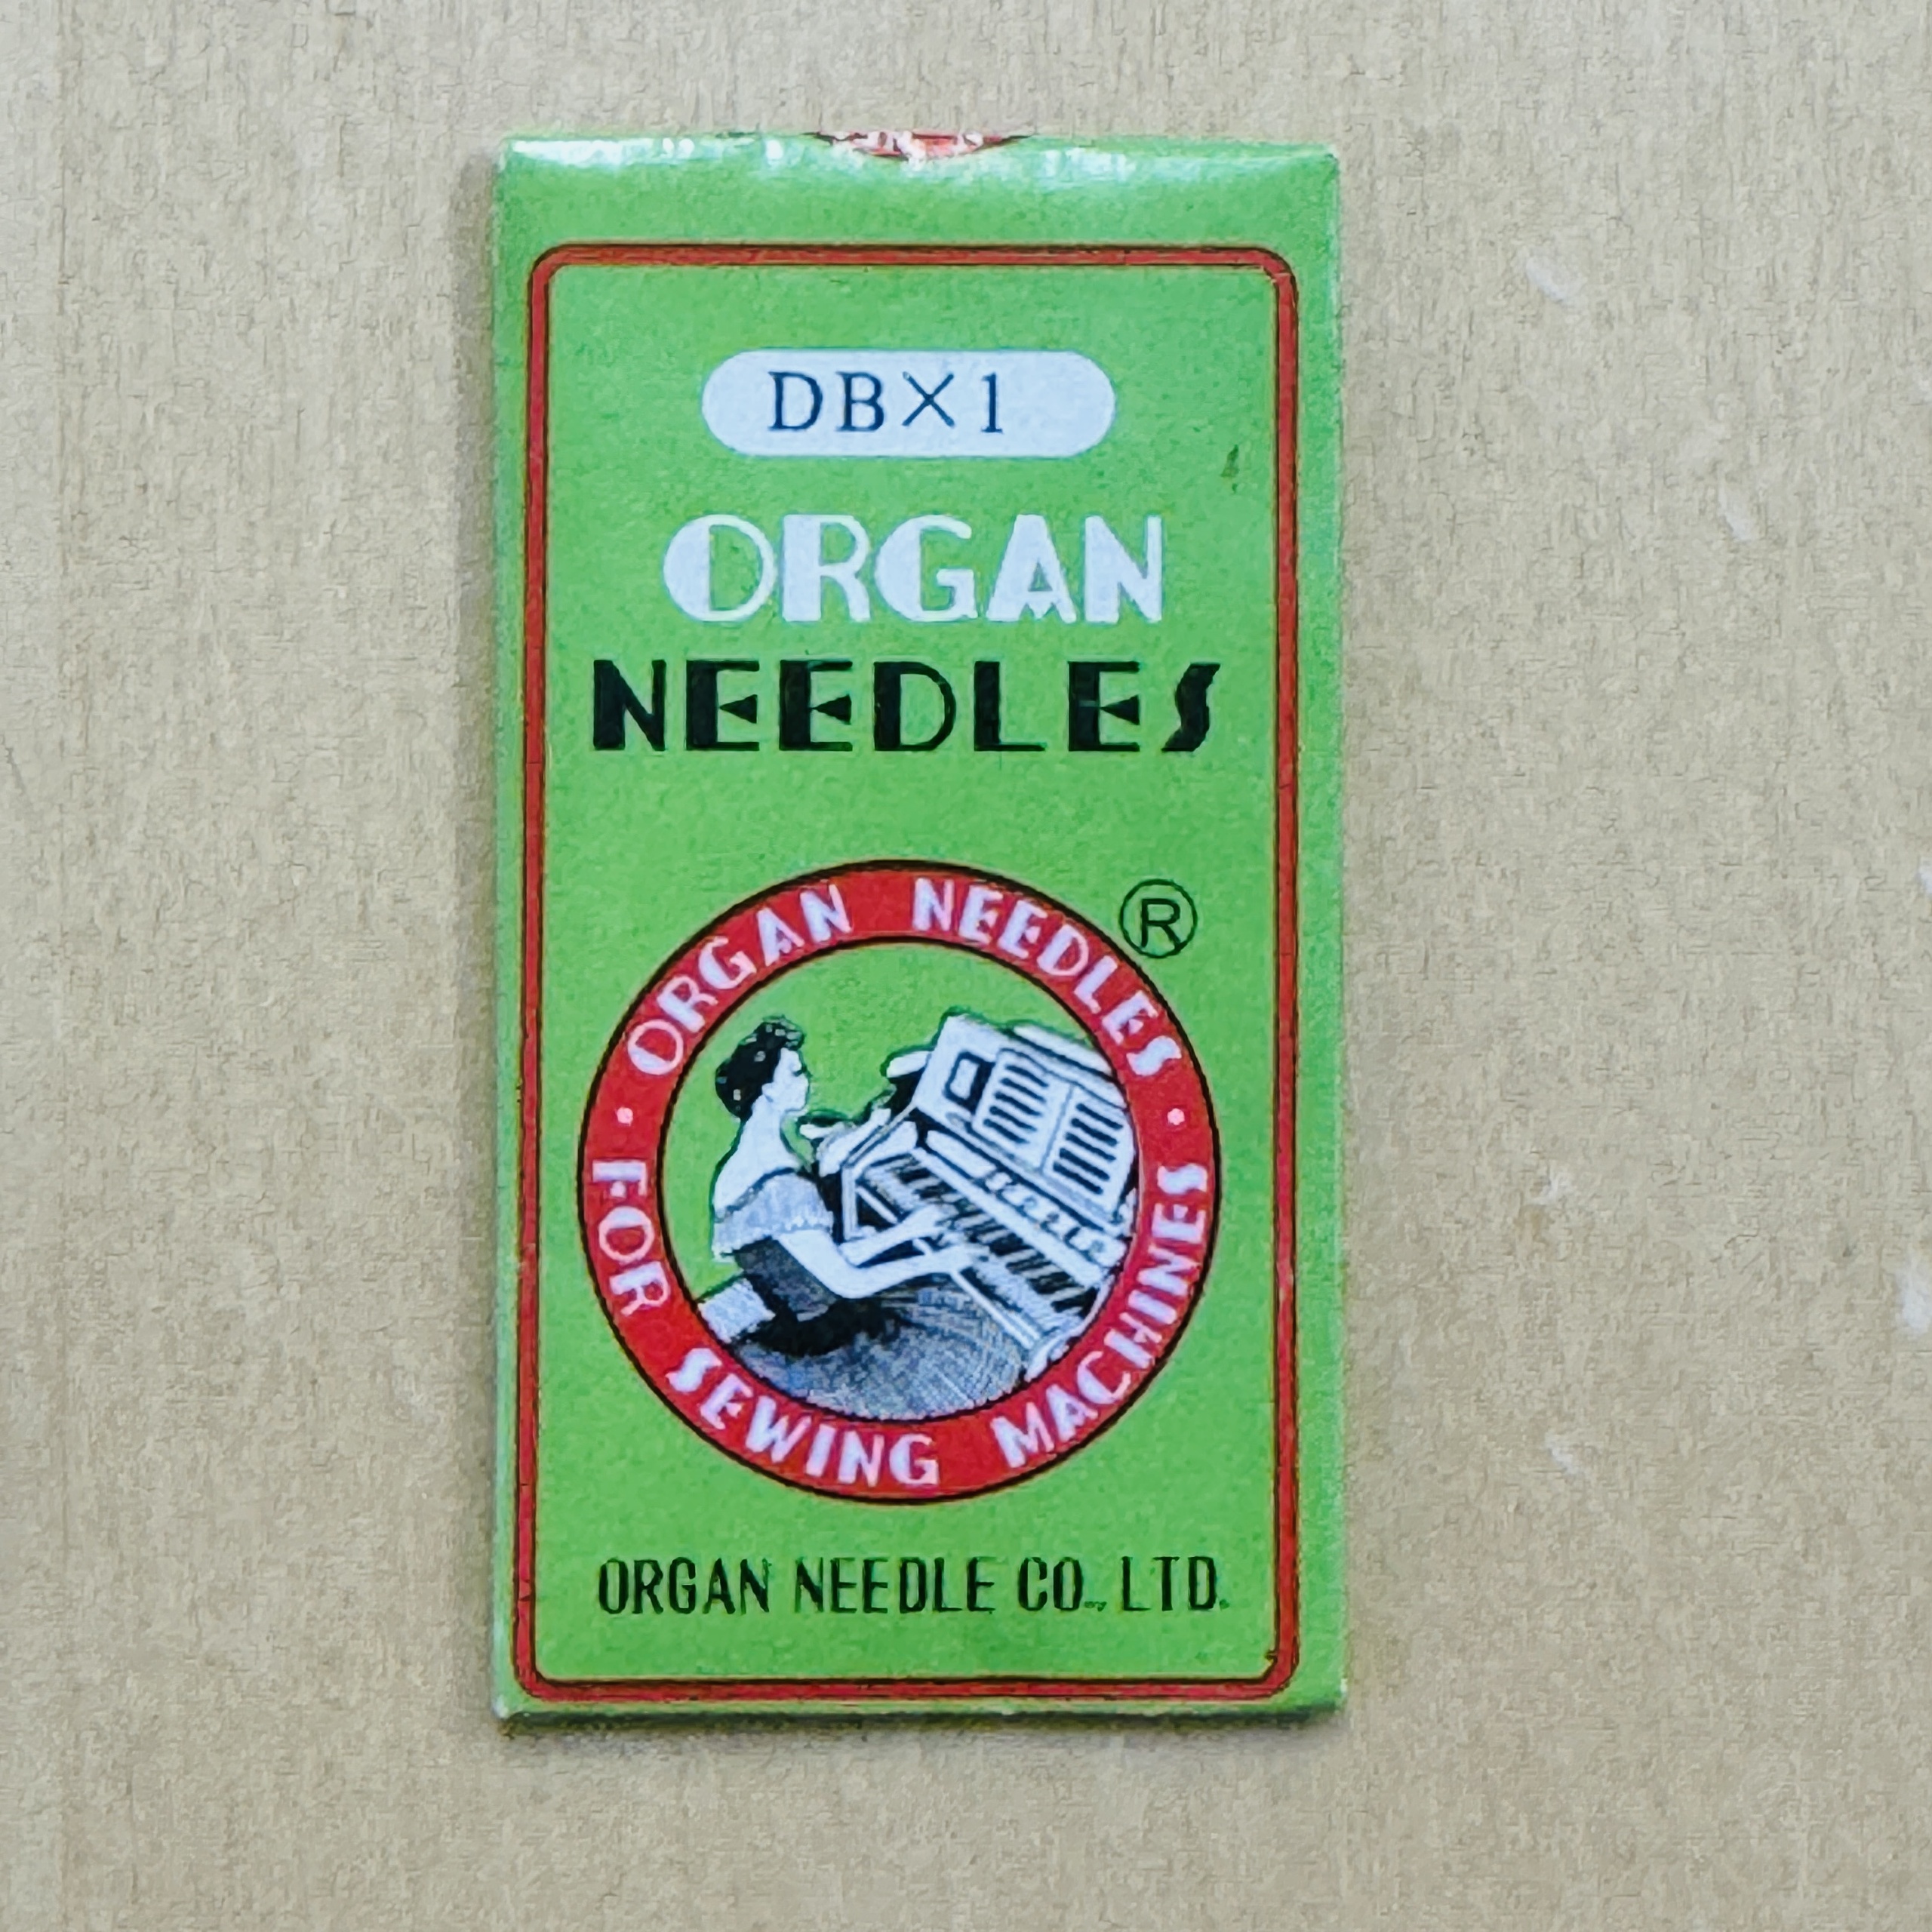 DB×1
ORGAN
NEEDLES
®
ORGAN NEEDLES
FOR SEWING MACHINES
ORGAN NEEDLE CO., LTD.